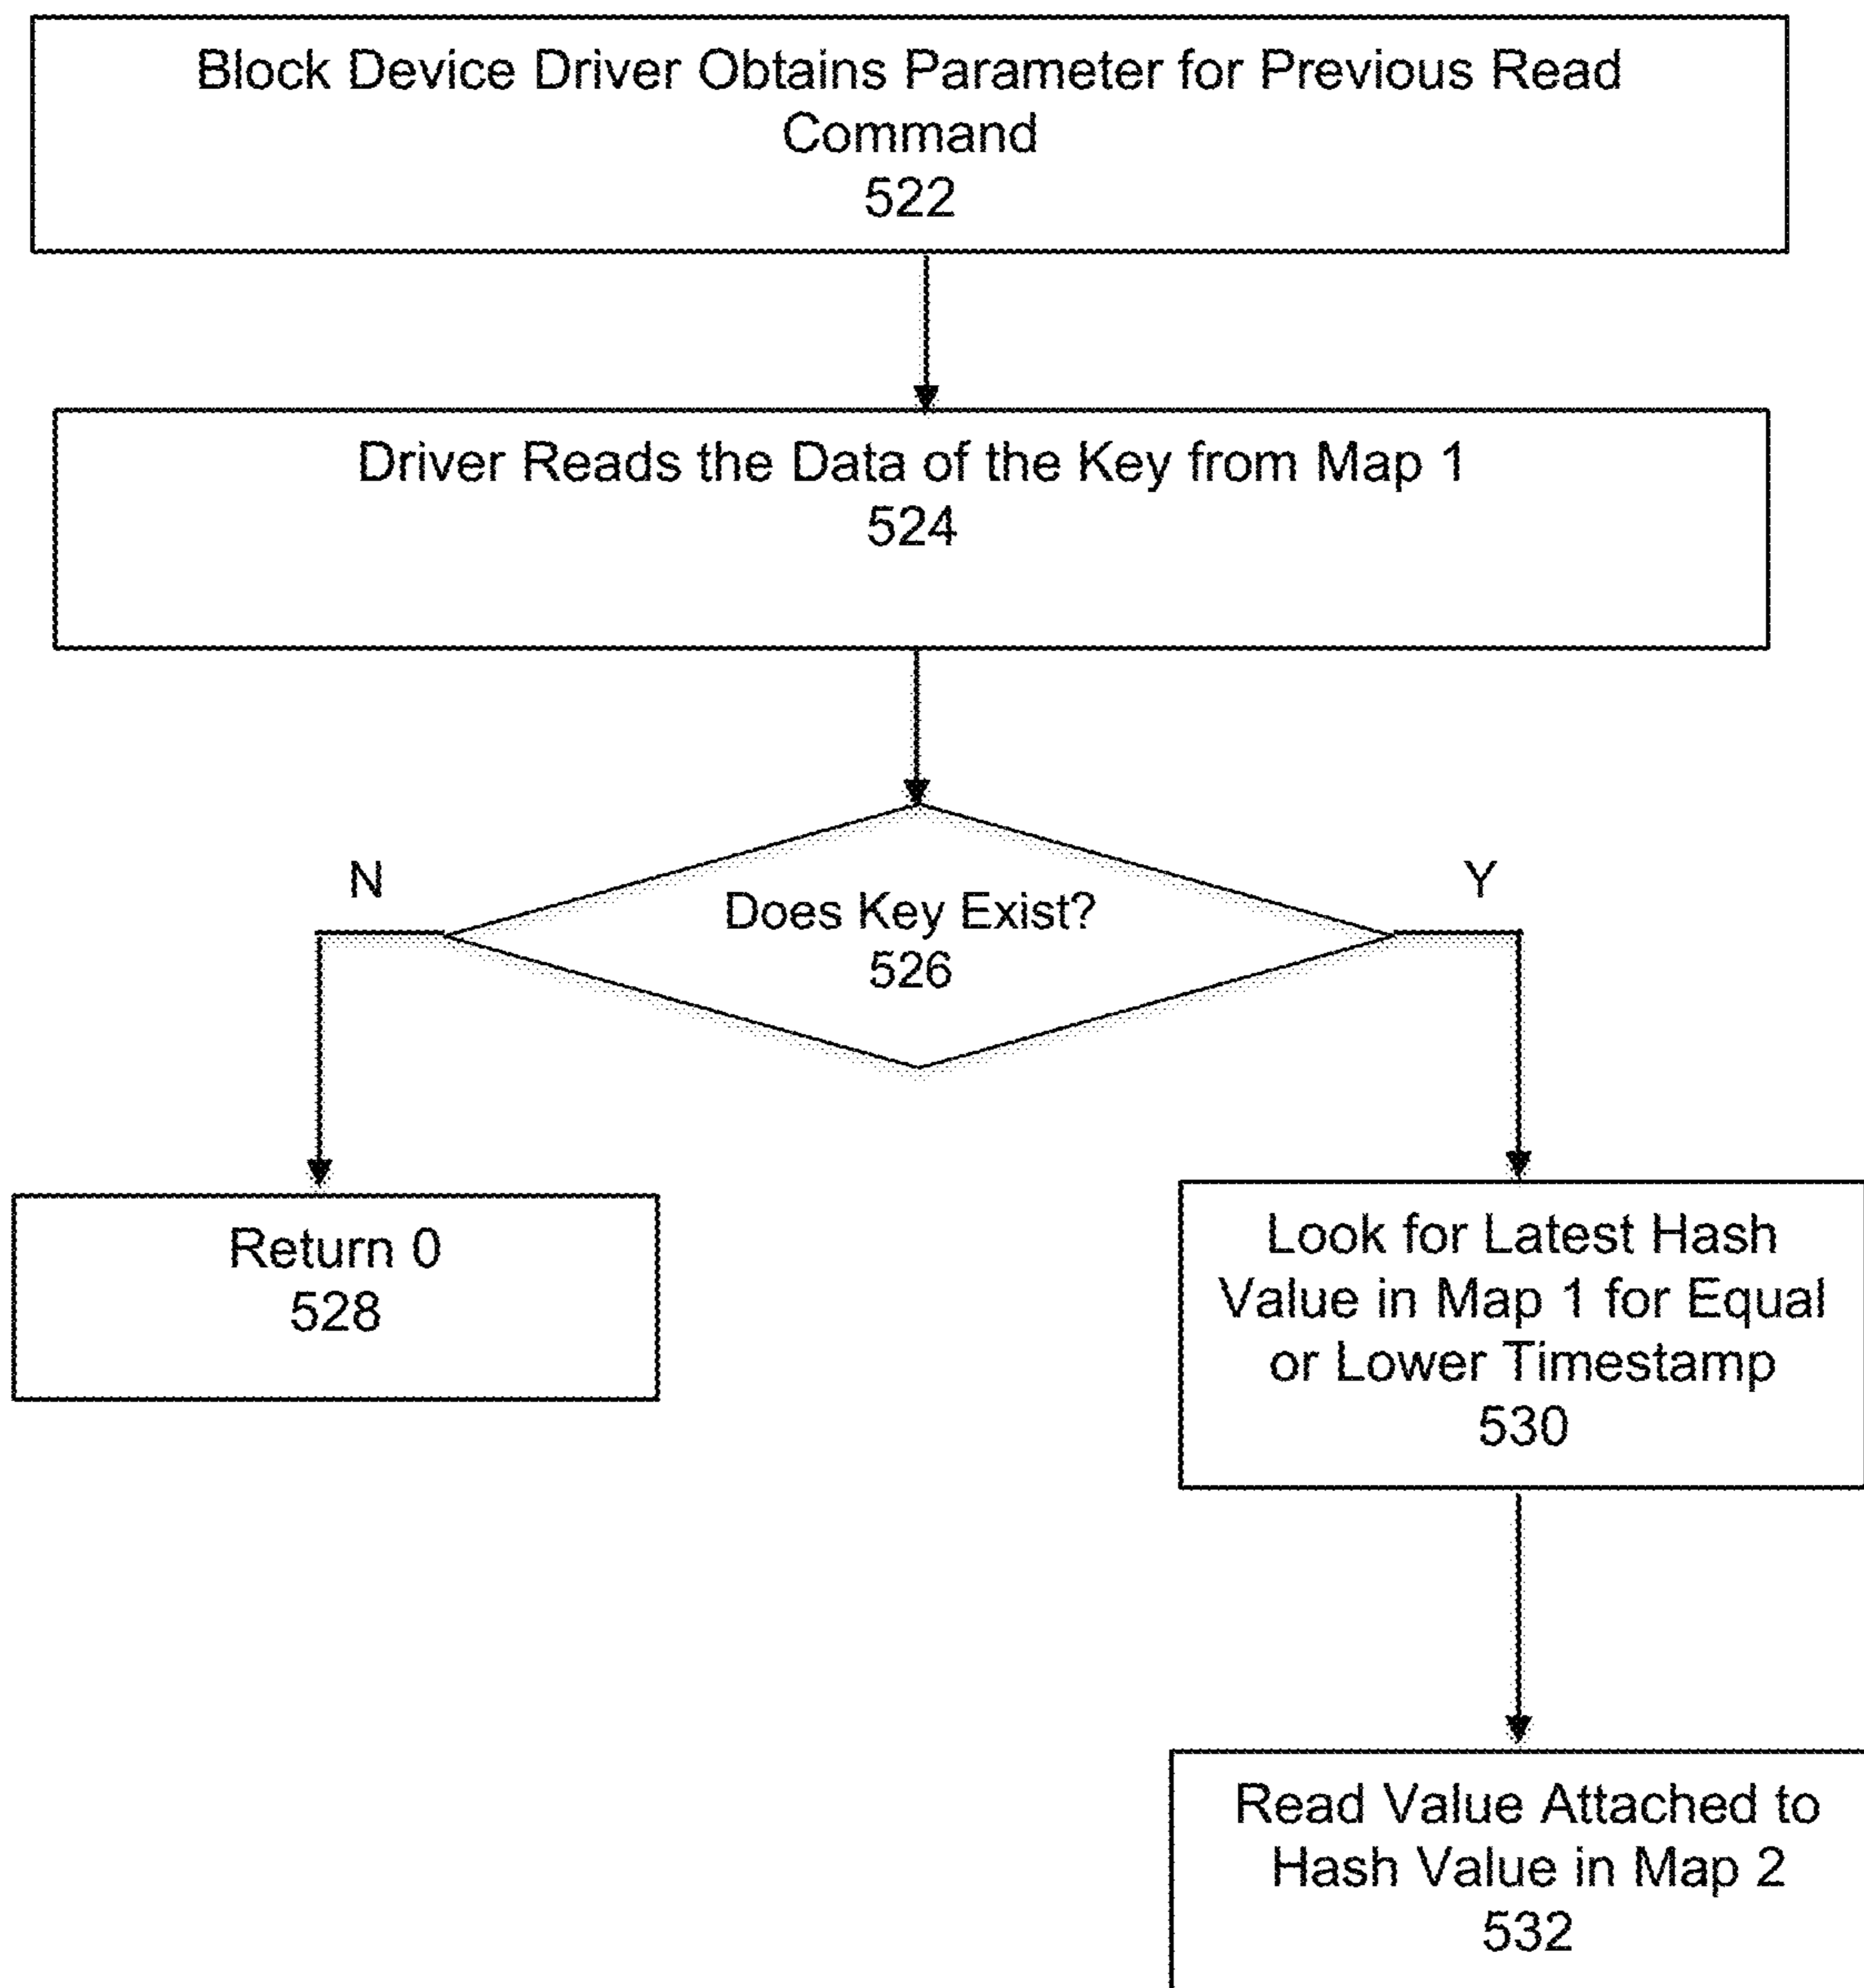 Block Device Driver Obtains Parameter for Previous Read
Command
522
Driver Reads the Data of the Key from Map 1
524
N
Y
Does Key Exist?
526
Return 0
528
Look for Latest Hash
Value in Map 1 for Equal
or Lower Timestamp
530
Read Value Attached to
Hash Value in Map 2
532